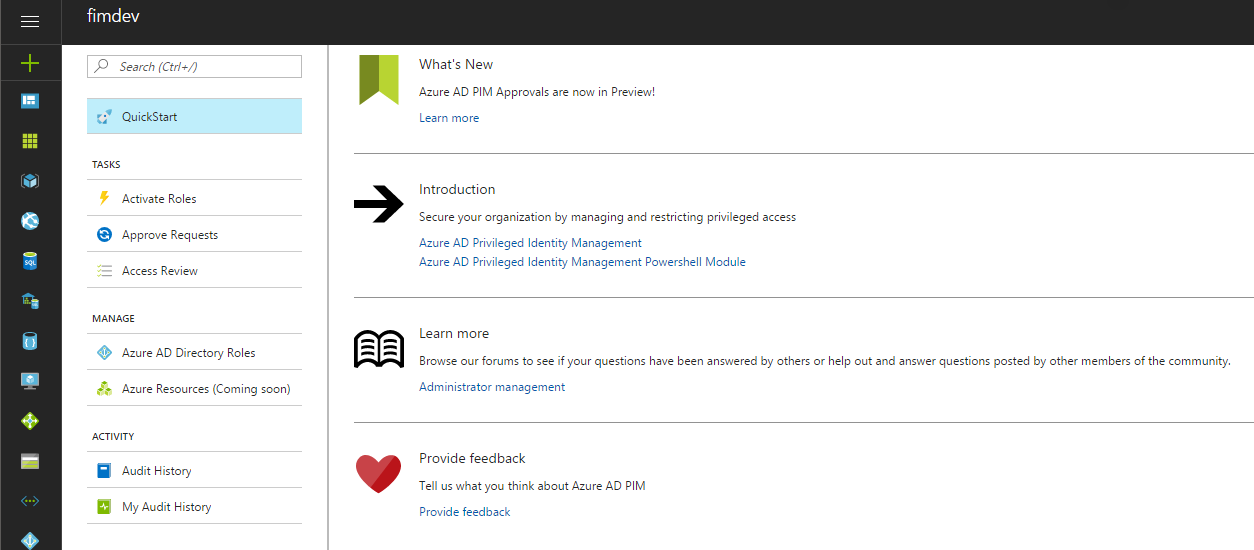 fimdev
Search (Ctrl+/)
QuickStart
TASKS
Activate Roles
Approve Requests
Access Review
MANAGE
Azure AD Directory Roles
Azure Resources (Coming soon)
ACTIVITY
Audit History
My Audit History
What's New
Azure AD PIM Approvals are now in Preview!
Learn more
Introduction
Secure your organization by managing and restricting privileged access
Azure AD Privileged Identity Management
Azure AD Privileged Identity Management Powershell Module
Learn more
Browse our forums to see if your questions have been answered by others or help out and answer questions posted by other members of the community.
Administrator management
Provide feedback
Tell us what you think about Azure AD PIM
Provide feedback
SQL